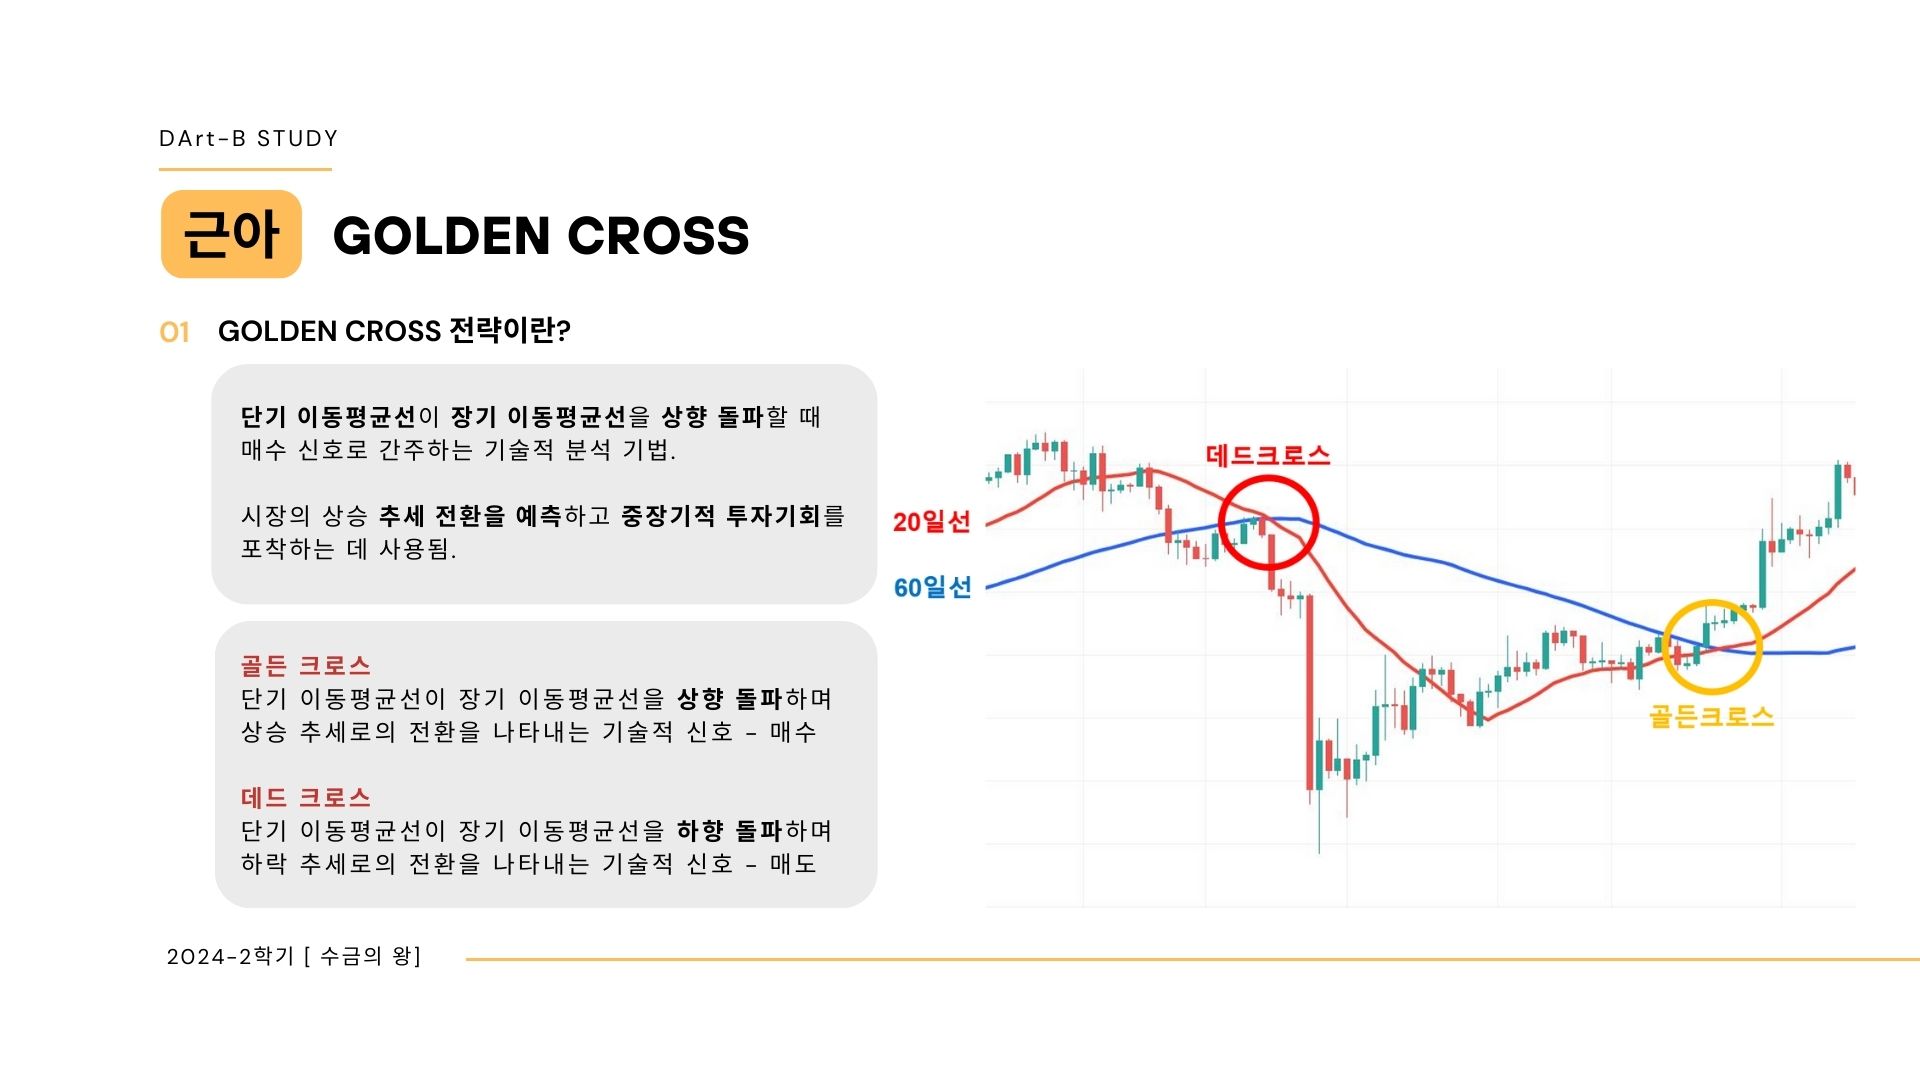 DArt-B STUDY
근아
GOLDEN CROSS
01 GOLDEN CROSS 전략이란?
단기 이동평균선이 장기 이동평균선을 상향 돌파할 때
매수 신호로 간주하는 기술적 분석 기법.
시장의 상승 추세 전환을 예측하고 중장기적 투자기회를
포착하는 데 사용됨.
골든 크로스
단기 이동평균선이 장기 이동평균선을 상향 돌파하며
상승 추세로의 전환을 나타내는 기술적 신호 - 매수
데드 크로스
단기 이동평균선이 장기 이동평균선을 하향 돌파하며
하락 추세로의 전환을 나타내는 기술적 신호 - 매도
데드크로스
20일선
60일선
골든크로스
2024-2학기 [ 수금의 왕]